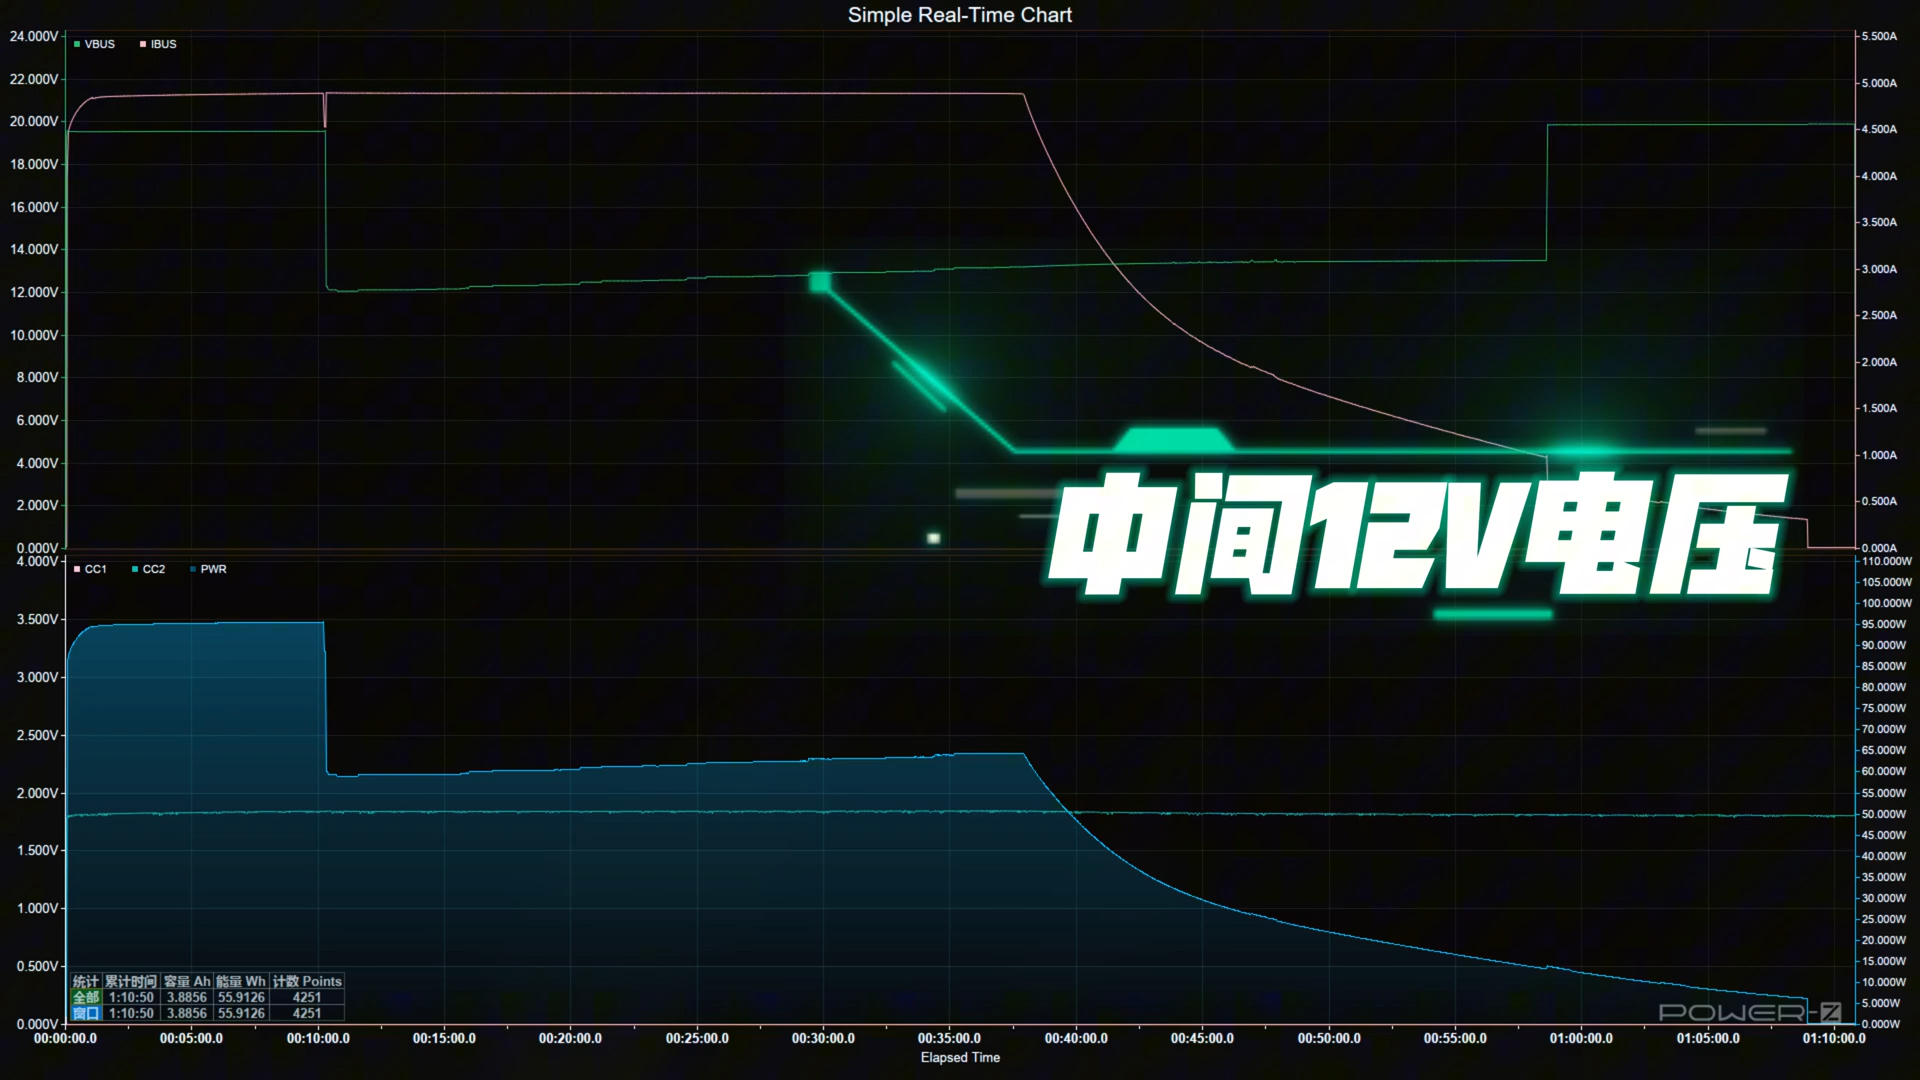 Simple Real-Time Chart
VBUS IBUS
24.000V
22.000V
20.000V
18.000V
16.000V
14.000V
12.000V
10.000V
8.000V
6.000V
4.000V
2.000V
0.000V
5.500A
5.000A
4.500A
4.000A
3.500A
3.000A
2.500A
2.000A
1.500A
1.000A
0.500A
0.000A
中间12V电压
CC1 CC2 PWR
4.000V
3.500V
3.000V
2.500V
2.000V
1.500V
1.000V
0.500V
0.000V
110.000W
105.000W
100.000W
95.000W
90.000W
85.000W
80.000W
75.000W
70.000W
65.000W
60.000W
55.000W
50.000W
45.000W
40.000W
35.000W
30.000W
25.000W
20.000W
15.000W
10.000W
5.000W
0.000W
统计 累计时间 容量 Ah 能量 Wh 计数 Points
全部 1:10:50 3.8856 55.9126 4251
窗口 1:10:50 3.8856 55.9126 4251
POWER-Z
00:00:00.0 00:05:00.0 00:10:00.0 00:15:00.0 00:20:00.0 00:25:00.0 00:30:00.0 00:35:00.0 00:40:00.0 00:45:00.0 00:50:00.0 00:55:00.0 01:00:00.0 01:05:00.0 01:10:00.0
Elapsed Time